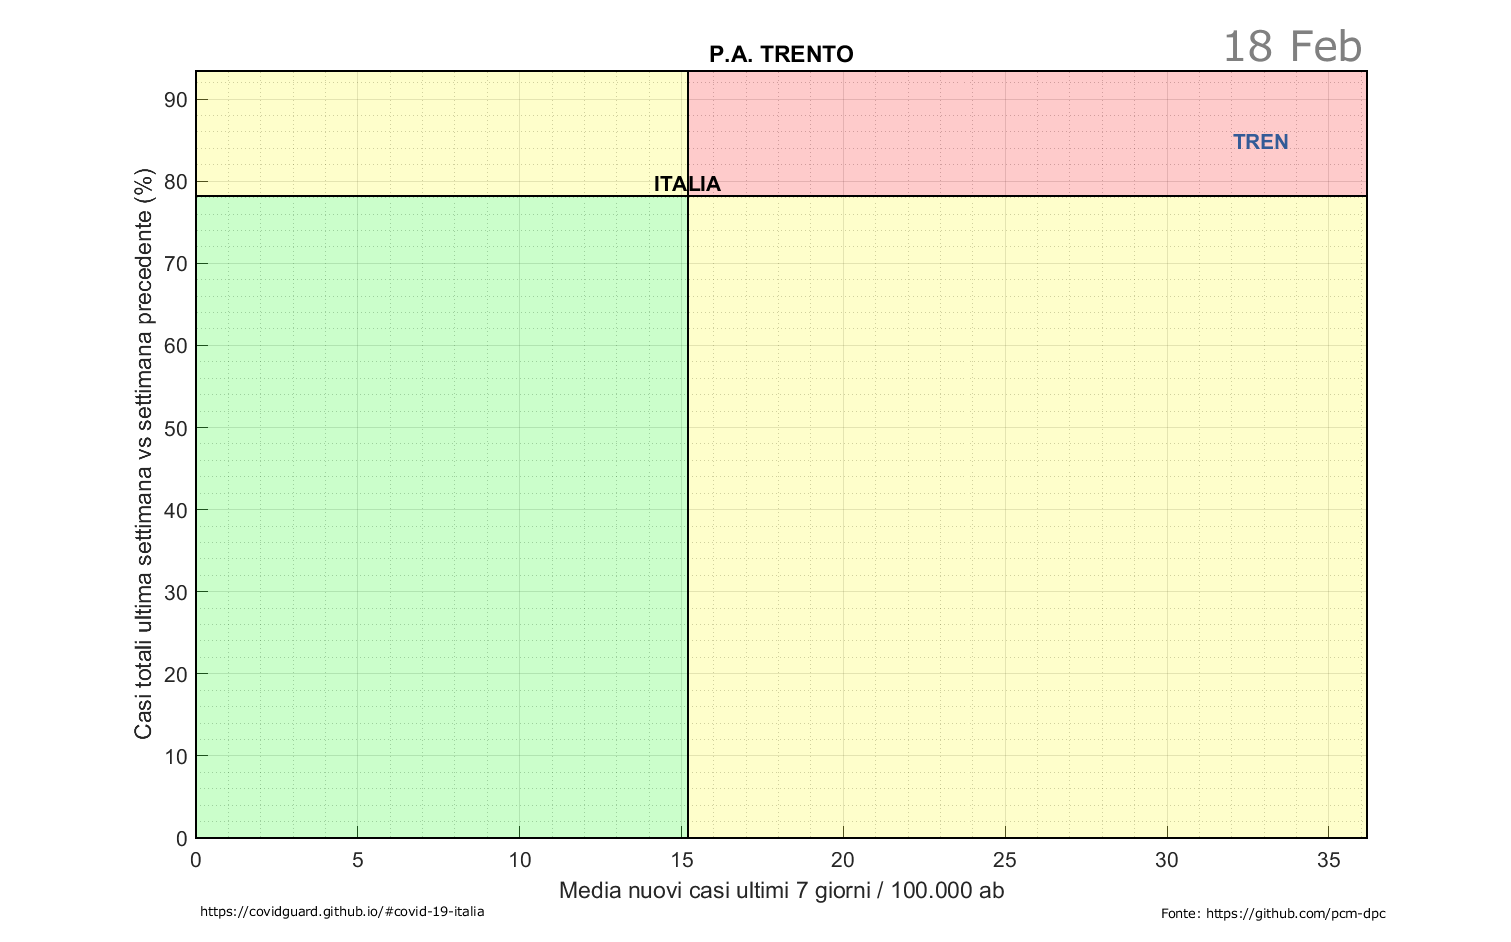 18 Feb
P.A. TRENTO
90
80
70
60
50
40
30
20
10
0
Casi totali ultima settimana vs settimana precedente (%)
TREN
ITALIA
0 5 10 15 20 25 30 35
Media nuovi casi ultimi 7 giorni / 100.000 ab
https://covidguard.github.io/#covid-19-italia
Fonte: https://github.com/pcm-dpc